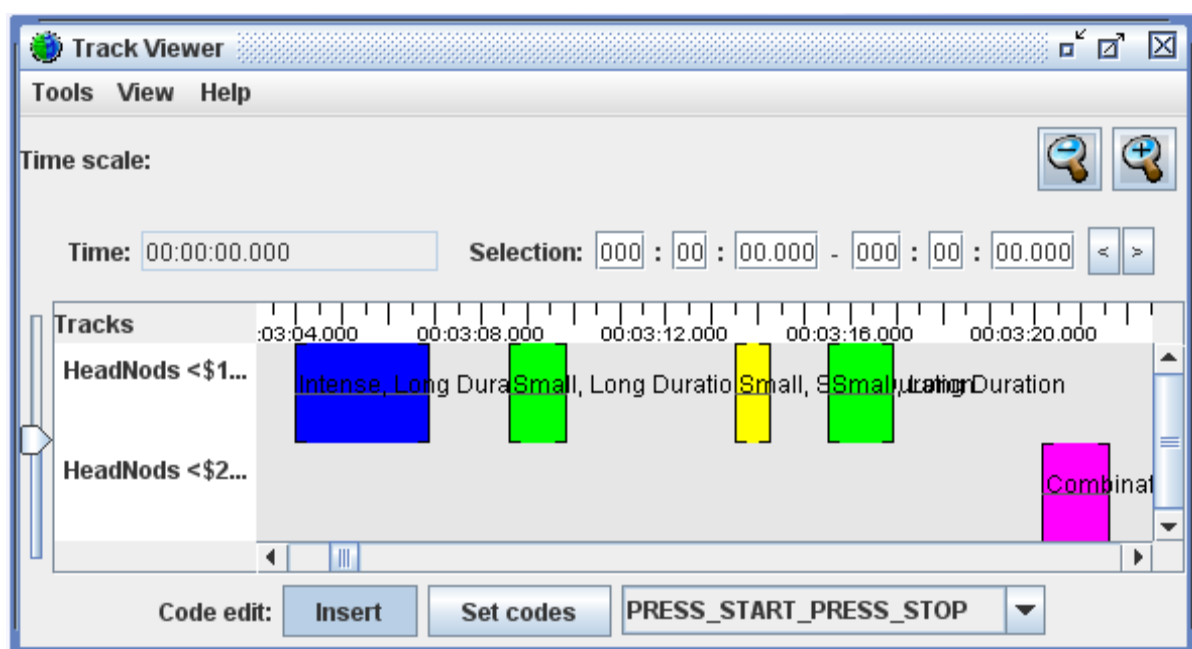 Track Viewer
Tools View Help
Time scale:
Time: 00:00:00.000 Selection: 000 : 00 : 00.000 - 000 : 00 : 00.000 < >
Tracks :03:04.000 00:03:08.000 00:03:12.000 00:03:16.000 00:03:20.000
HeadNods <$1... Intense, Long Dura Small, Long Duratio Small, S Small, Long Duration
HeadNods <$2... Combinat
Code edit: Insert Set codes PRESS_START_PRESS_STOP